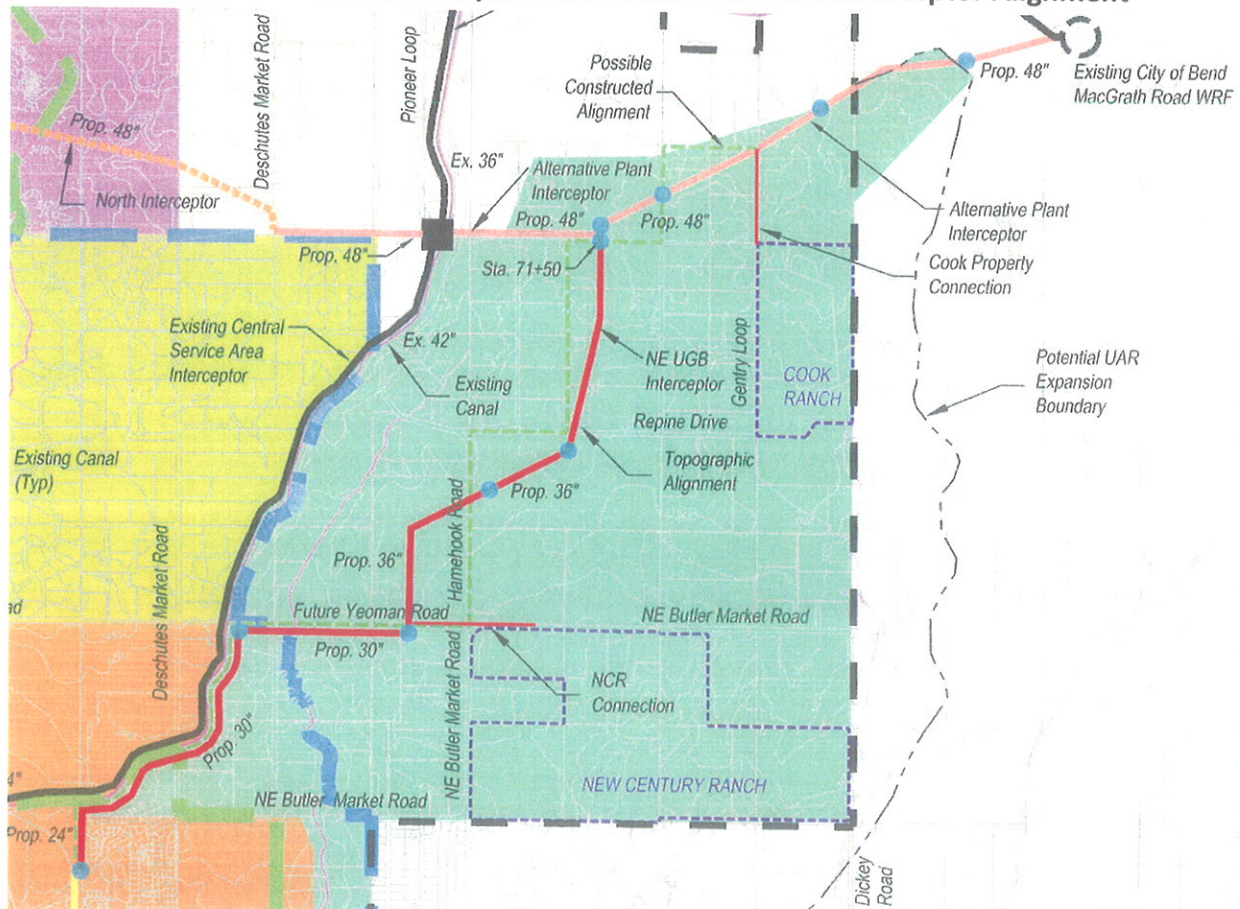 Alignment
Deschutes Market Road
Pioneer Loop
Possible
Constructed
Alignment
Prop. 48"
Existing City of Bend
MacGrath Road WRF
Prop. 48"
North Interceptor
Ex. 36"
Alternative Plant
Interceptor
Prop. 48"
Prop. 48"
Alternative Plant
Interceptor
Prop. 48"
Sta. 71+50
Cook Property
Connection
Existing Central
Service Area
Interceptor
Ex. 42"
Existing
Canal
NE UGB
Interceptor
Gentry Loop
COOK
RANCH
Potential UAR
Expansion
Boundary
Repine Drive
Existing Canal
(Typ)
Topographic
Alignment
Prop. 36"
Hamehook Road
Deschutes Market Road
Prop. 36"
Future Yeoman Road
NE Butler Market Road
Prop. 30"
NE Butler Market Road
NCR
Connection
Prop. 30"
NEW CENTURY RANCH
4"
NE Butler Market Road
Prop. 24"
Dickey
Road